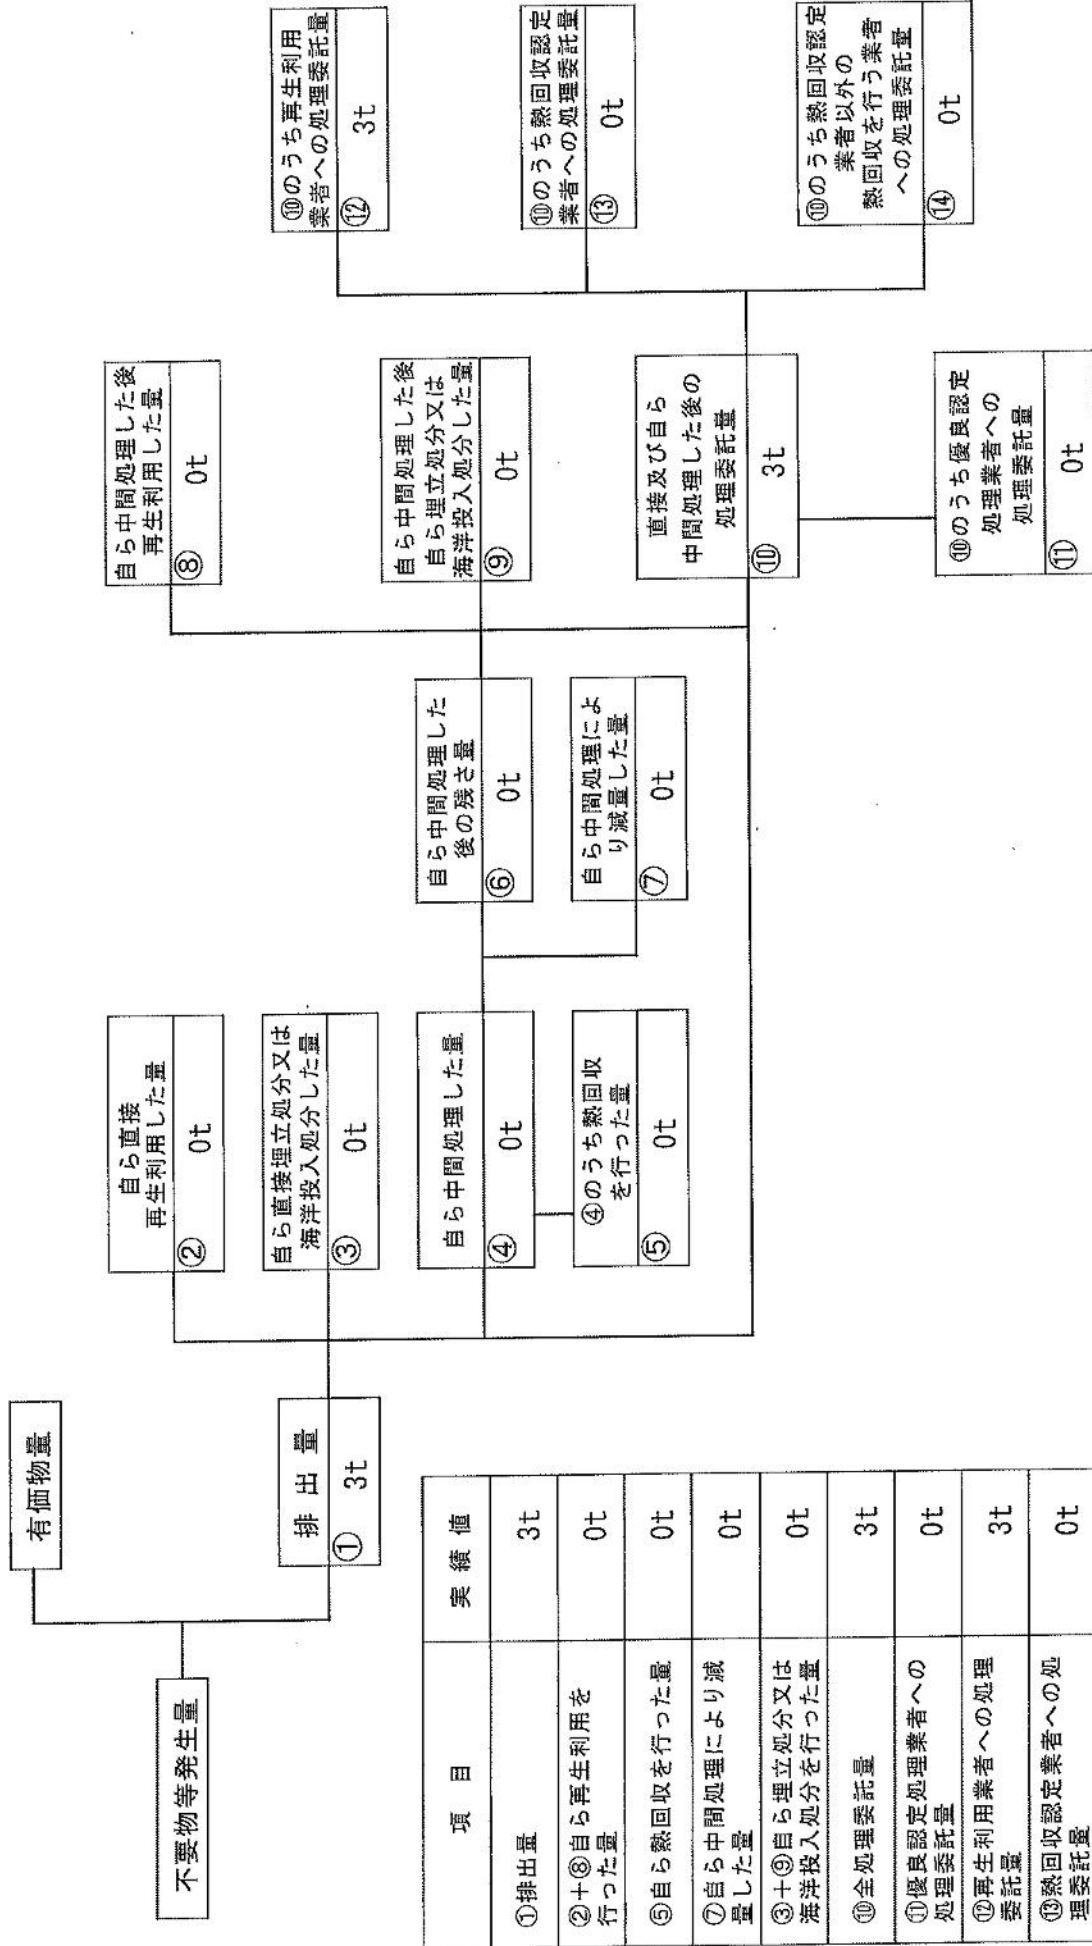 有価物量
不要物等発生量
排出量
① 3t
自ら直接
再生利用した量
② 0t
自ら直接埋立処分又は
海洋投入処分した量
③ 0t
自ら中間処理した量
④ 0t
④のうち熱回収
を行った量
⑤ 0t
自ら中間処理した
後の残さ量
⑥ 0t
自ら中間処理によ
り減量した量
⑦ 0t
自ら中間処理した後
再生利用した量
⑧ 0t
自ら中間処理した後
自ら埋立処分又は
海洋投入処分した量
⑨ 0t
直接及び自ら
中間処理した後の
処理委託量
⑩ 3t
⑩のうち優良認定
処理業者への
処理委託量
⑪ 0t
⑩のうち再生利用
業者への処理委託量
⑫ 3t
⑩のうち熱回収認定
業者への処理委託量
⑬ 0t
⑩のうち熱回収認定
業者以外の
熱回収を行う業者
への処理委託量
⑭ 0t
項目 実績値
①排出量 3t
②+⑧自ら再生利用を
行った量 0t
⑤自ら熱回収を行った量 0t
⑦自ら中間処理により減
量した量 0t
③+⑨自ら埋立処分又は
海洋投入処分を行った量 0t
⑩全処理委託量 3t
⑪優良認定処理業者への
処理委託量 0t
⑫再生利用業者への処理
委託量 3t
⑬熱回収認定業者への処
理委託量 0t